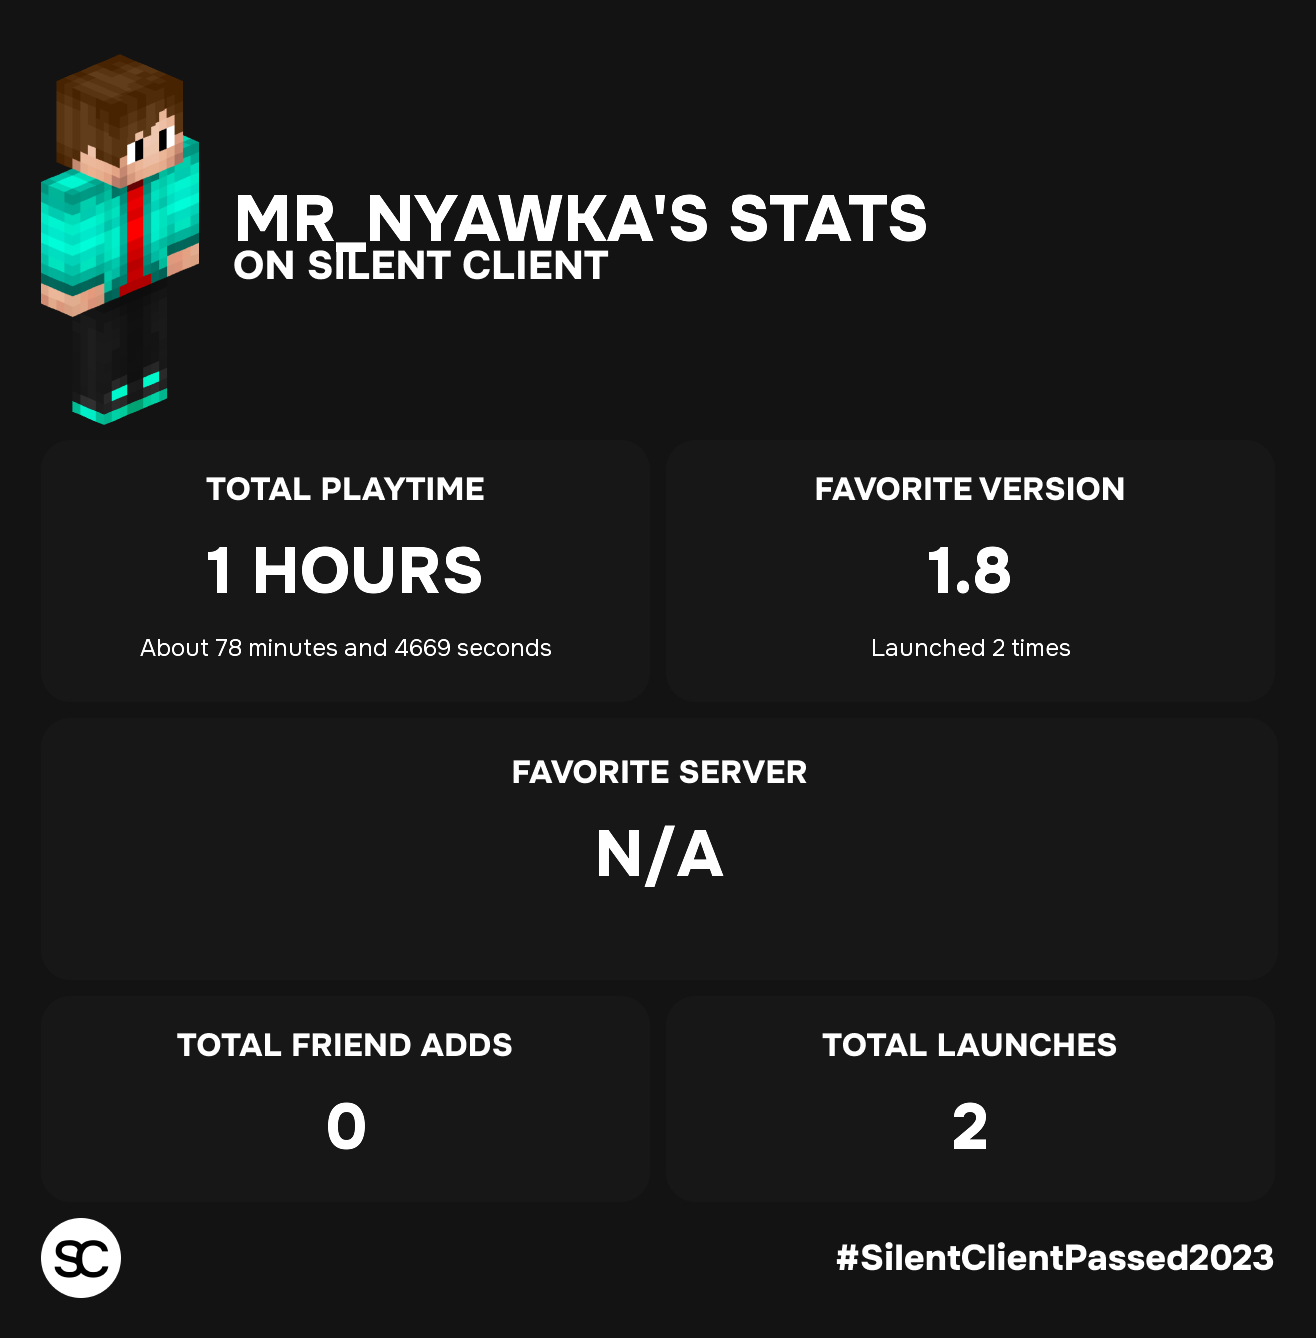 MR_NYAWKA'S STATS
ON SILENT CLIENT
TOTAL PLAYTIME
1 HOURS
About 78 minutes and 4669 seconds
FAVORITE VERSION
1.8
Launched 2 times
FAVORITE SERVER
N/A
TOTAL FRIEND ADDS
0
TOTAL LAUNCHES
2
SC
#SilentClientPassed2023